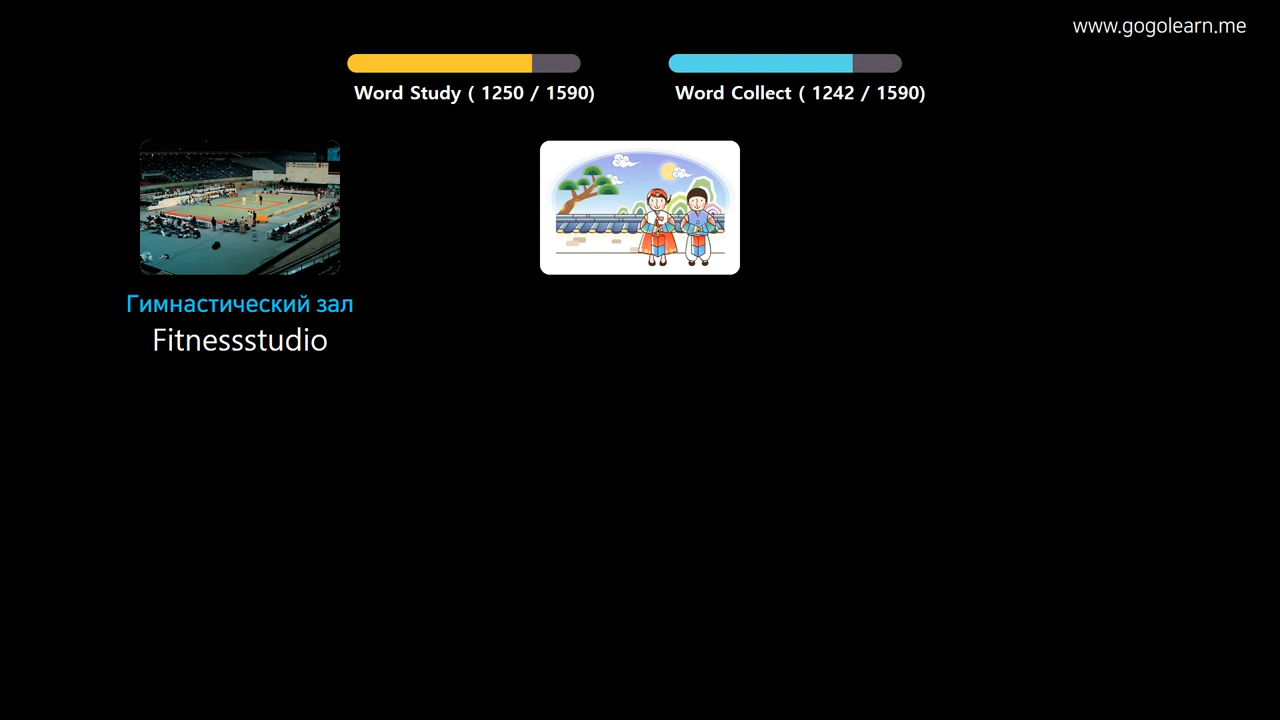 www.gogolearn.me
Word Study ( 1250 / 1590)
Word Collect ( 1242 / 1590)
Гимнастический зал
Fitnessstudio